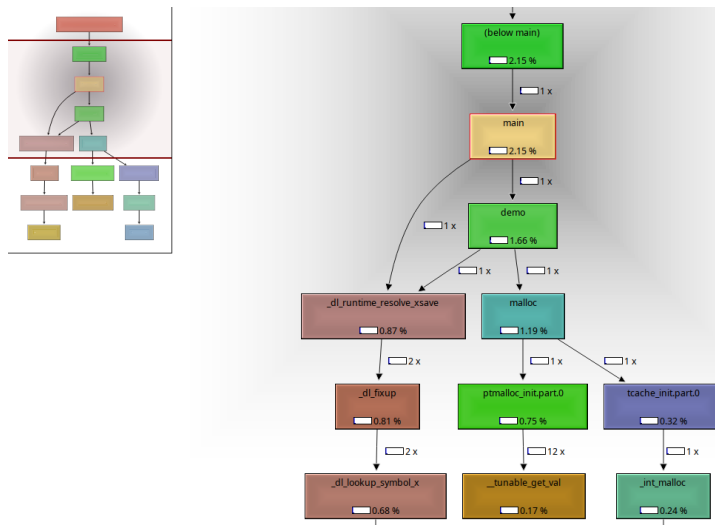 (below main)
2.15 %
1 x
main
2.15 %
1 x
1 x
demo
1.66 %
1 x
1 x
_dl_runtime_resolve_xsave
0.87 %
malloc
1.19 %
2 x
1 x
1 x
_dl_fixup
0.81 %
ptmalloc_init.part.0
0.75 %
tcache_init.part.0
0.32 %
2 x
12 x
1 x
_dl_lookup_symbol_x
0.68 %
__tunable_get_val
0.17 %
_int_malloc
0.24 %